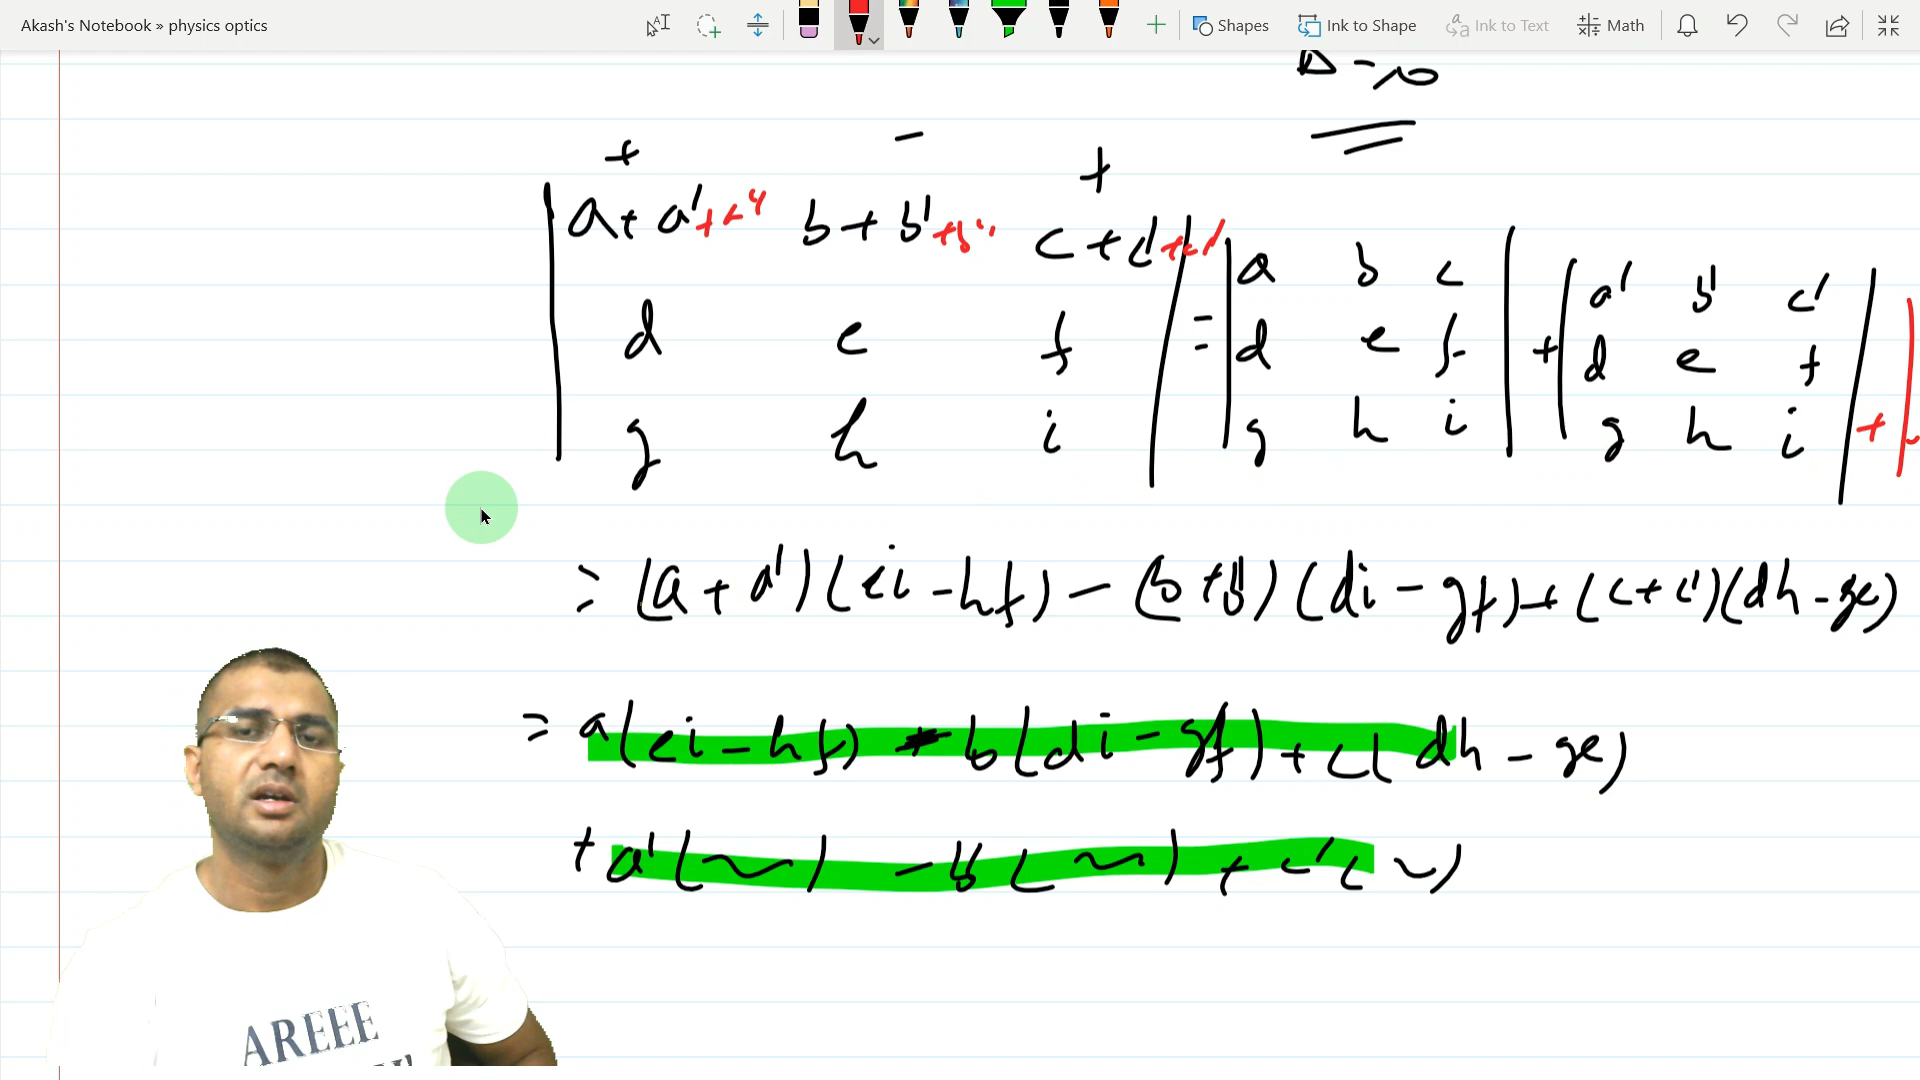 Akash's Notebook » physics optics
Shapes
Ink to Shape
Ink to Text
Math
+ − +
a + a' b + b' +b'' c + c'
d e f
g h i
=
a b c
d e f
g h i
+
a' b' c'
d e f
g h i
+
= (a + a')(ei - hf) - (b + b')(di - gf) + (c + c')(dh - ge)
= a(ei - hf) - b(di - gf) + c(dh - ge)
+ a'(~) - b'(~) + c'(~)
AREEE